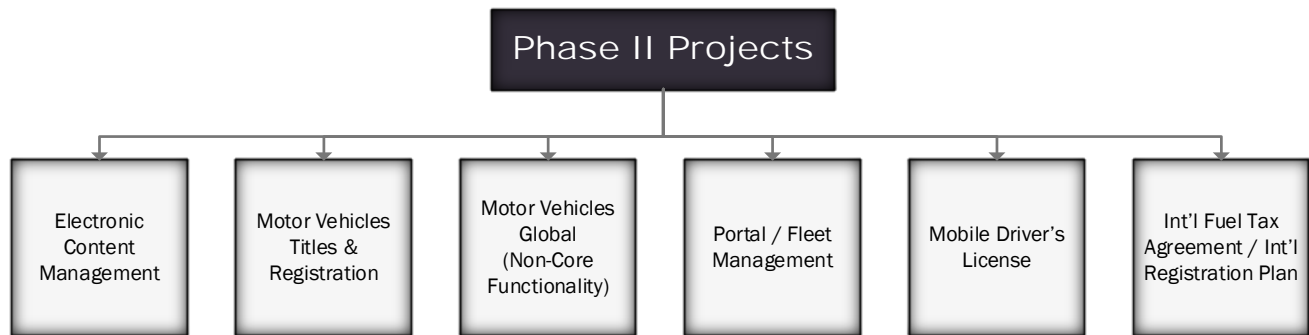 Phase II Projects
Electronic
Content
Management
Motor Vehicles
Titles &
Registration
Motor Vehicles
Global
(Non-Core
Functionality)
Portal / Fleet
Management
Mobile Driver's
License
Int'l Fuel Tax
Agreement / Int'l
Registration Plan